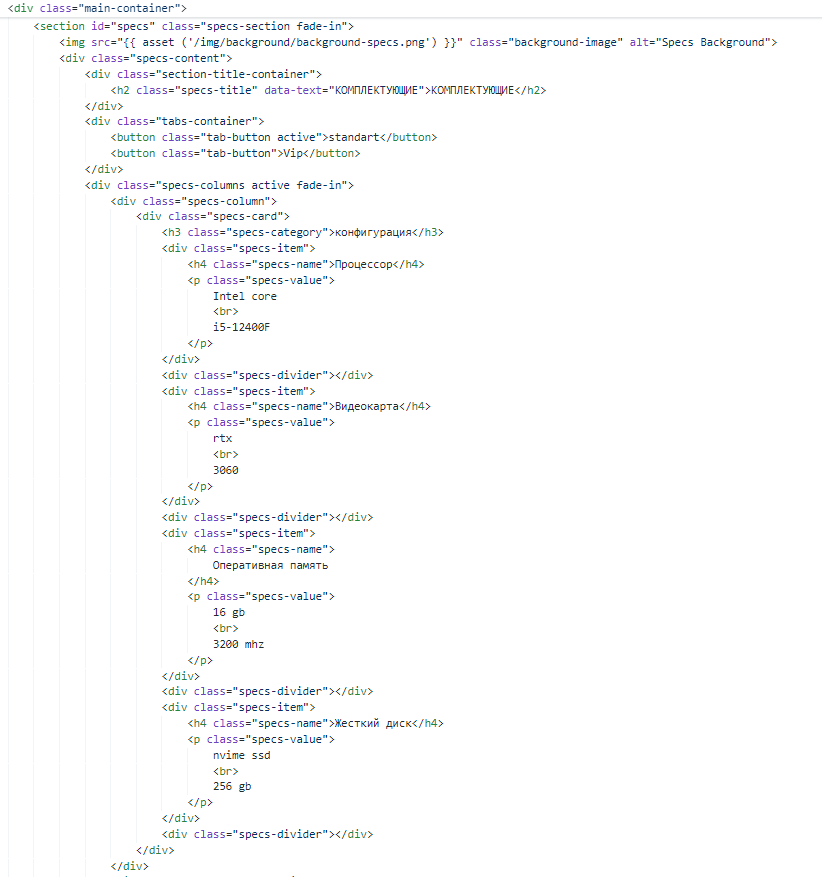 <div class="main-container">
<section id="specs" class="specs-section fade-in">
<img src="{{ asset ('/img/background/background-specs.png') }}" class="background-image" alt="Specs Background">
<div class="specs-content">
<div class="section-title-container">
<h2 class="specs-title" data-text="КОМПЛЕКТУЮЩИЕ">КОМПЛЕКТУЮЩИЕ</h2>
</div>
<div class="tabs-container">
<button class="tab-button active">standart</button>
<button class="tab-button">Vip</button>
</div>
<div class="specs-columns active fade-in">
<div class="specs-column">
<div class="specs-card">
<h3 class="specs-category">конфигурация</h3>
<div class="specs-item">
<h4 class="specs-name">Процессор</h4>
<p class="specs-value">
Intel core
<br>
i5-12400F
</p>
</div>
<div class="specs-divider"></div>
<div class="specs-item">
<h4 class="specs-name">Видеокарта</h4>
<p class="specs-value">
rtx
<br>
3060
</p>
</div>
<div class="specs-divider"></div>
<div class="specs-item">
<h4 class="specs-name">
Оперативная память
</h4>
<p class="specs-value">
16 gb
<br>
3200 mhz
</p>
</div>
<div class="specs-divider"></div>
<div class="specs-item">
<h4 class="specs-name">Жесткий диск</h4>
<p class="specs-value">
nvime ssd
<br>
256 gb
</p>
</div>
<div class="specs-divider"></div>
</div>
</div>